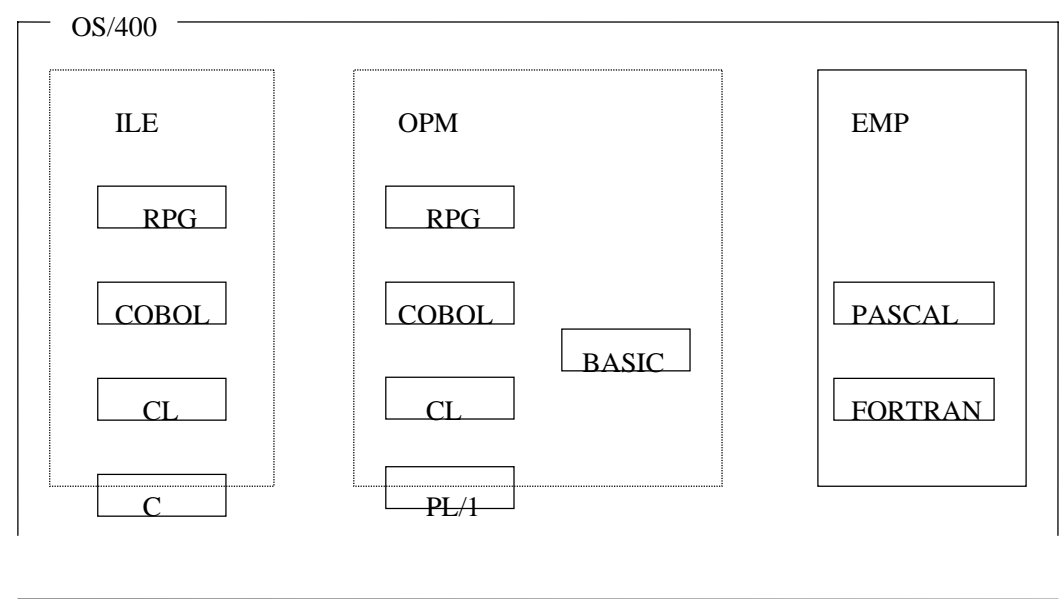 OS/400
ILE
RPG
COBOL
CL
C
OPM
RPG
COBOL
CL
PL/1
BASIC
EMP
PASCAL
FORTRAN